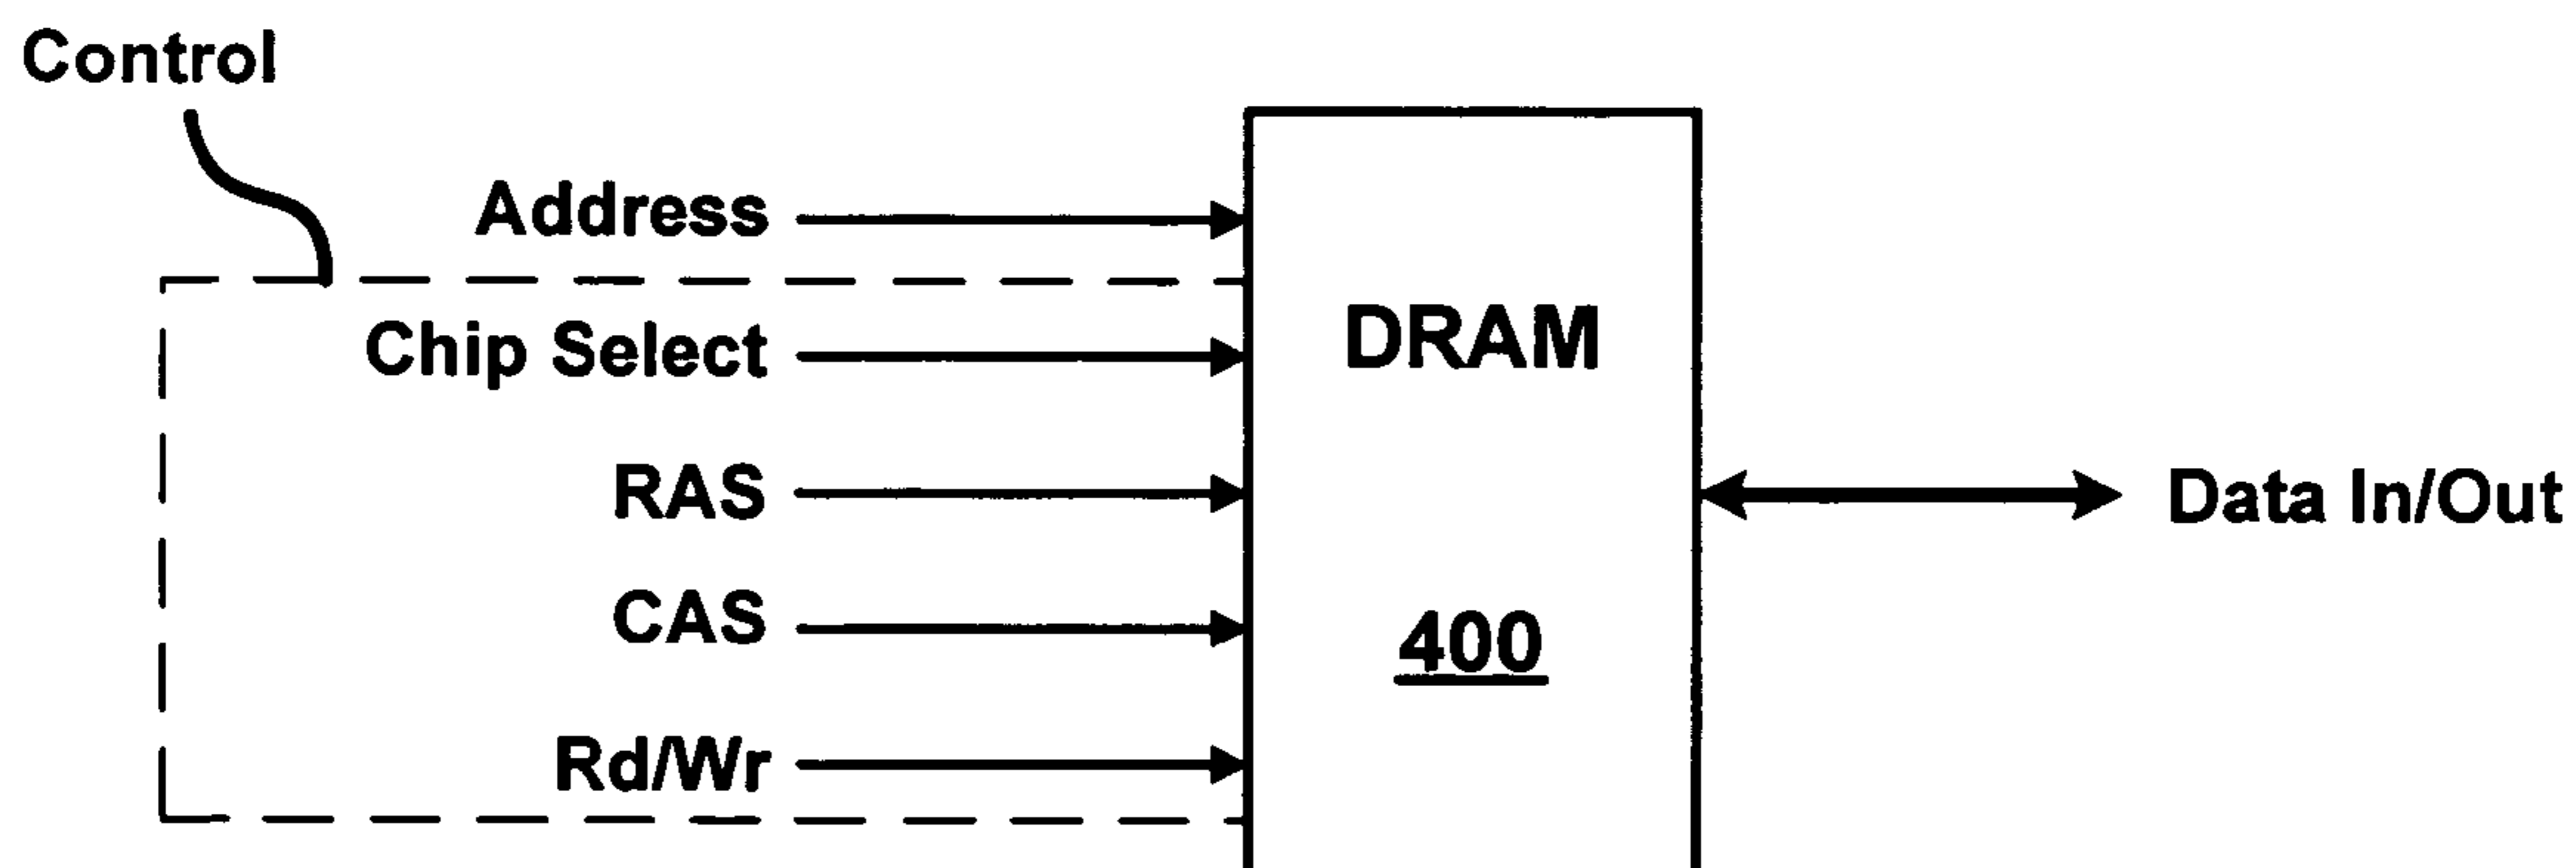 Control
Address
Chip Select
DRAM
RAS
Data In/Out
CAS
400
Rd/Wr